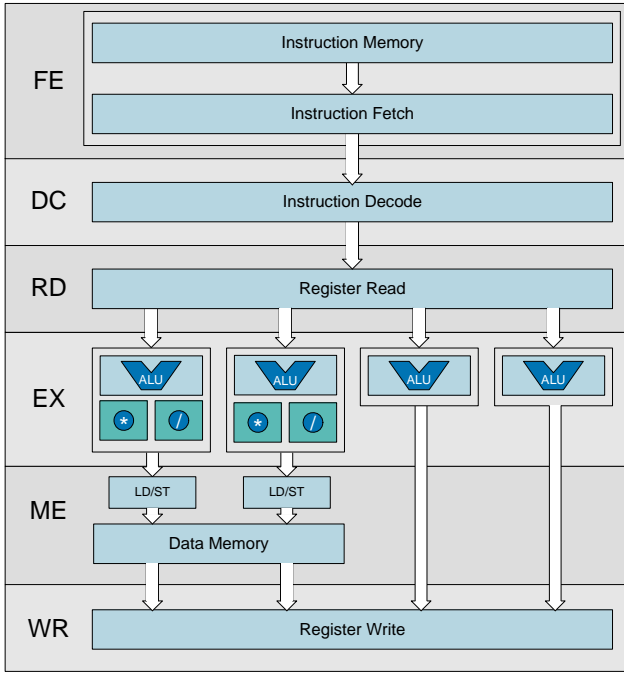 FE
Instruction Memory
Instruction Fetch
DC
Instruction Decode
RD
Register Read
EX
ALU
ALU
ALU
ALU
* / * /
ME
LD/ST
LD/ST
Data Memory
WR
Register Write